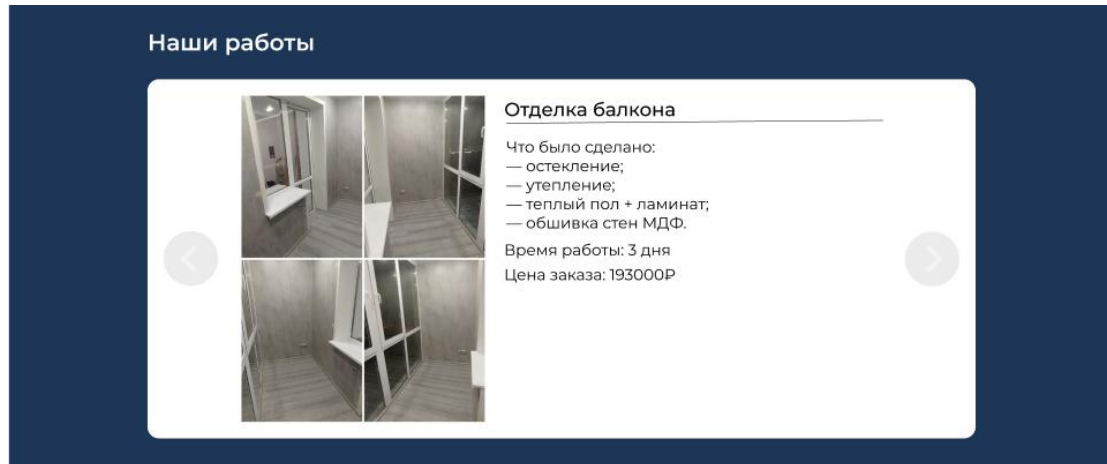 Наши работы
Отделка балкона
Что было сделано:
— остекление;
— утепление;
— теплый пол + ламинат;
— обшивка стен МДФ.
Время работы: 3 дня
Цена заказа: 193000₽